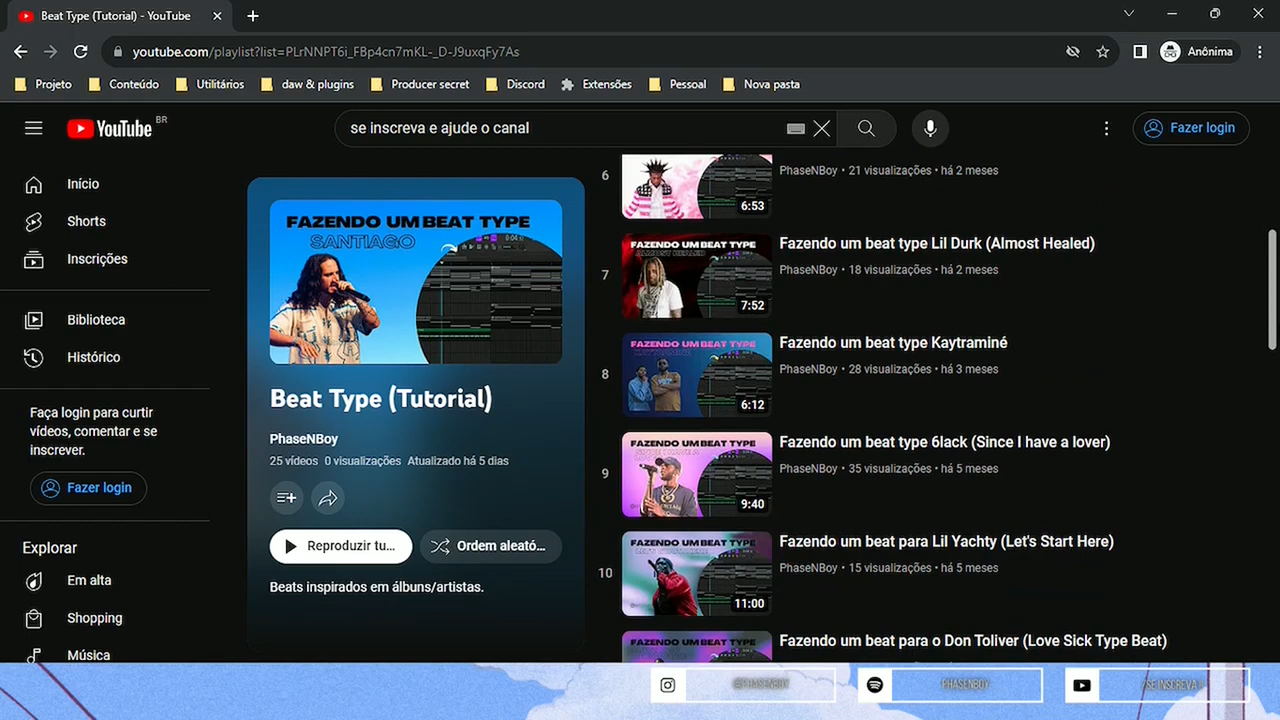 Beat Type (Tutorial) - YouTube
youtube.com/playlist?list=PLrNNPT6i_FBp4cn7mKL-_D-J9uxqFy7As
Anônima
Projeto
Conteúdo
Utilitários
daw & plugins
Producer secret
Discord
Extensões
Pessoal
Nova pasta
YouTube BR
se inscreva e ajude o canal
Fazer login
Início
Shorts
Inscrições
Biblioteca
Histórico
Faça login para curtir
vídeos, comentar e se
inscrever.
Fazer login
Explorar
Em alta
Shopping
Música
FAZENDO UM BEAT TYPE
SANTIAGO
Beat Type (Tutorial)
PhaseNBoy
25 vídeos 0 visualizações Atualizado há 5 dias
Reproduzir tu...
Ordem aleató...
Beats inspirados em álbuns/artistas.
6
6:53
PhaseNBoy • 21 visualizações • há 2 meses
7
FAZENDO UM BEAT TYPE
ALMOST HEALED
7:52
Fazendo um beat type Lil Durk (Almost Healed)
PhaseNBoy • 18 visualizações • há 2 meses
8
FAZENDO UM BEAT TYPE
KAYTRAMINÉ
6:12
Fazendo um beat type Kaytraminé
PhaseNBoy • 28 visualizações • há 3 meses
9
FAZENDO UM BEAT TYPE
9:40
Fazendo um beat type 6lack (Since I have a lover)
PhaseNBoy • 35 visualizações • há 5 meses
10
FAZENDO UM BEAT TYPE
LET'S START HERE
11:00
Fazendo um beat para Lil Yachty (Let's Start Here)
PhaseNBoy • 15 visualizações • há 5 meses
FAZENDO UM BEAT TYPE
Fazendo um beat para o Don Toliver (Love Sick Type Beat)
@PHASENBOY
PHASENBOY
SE INSCREVA